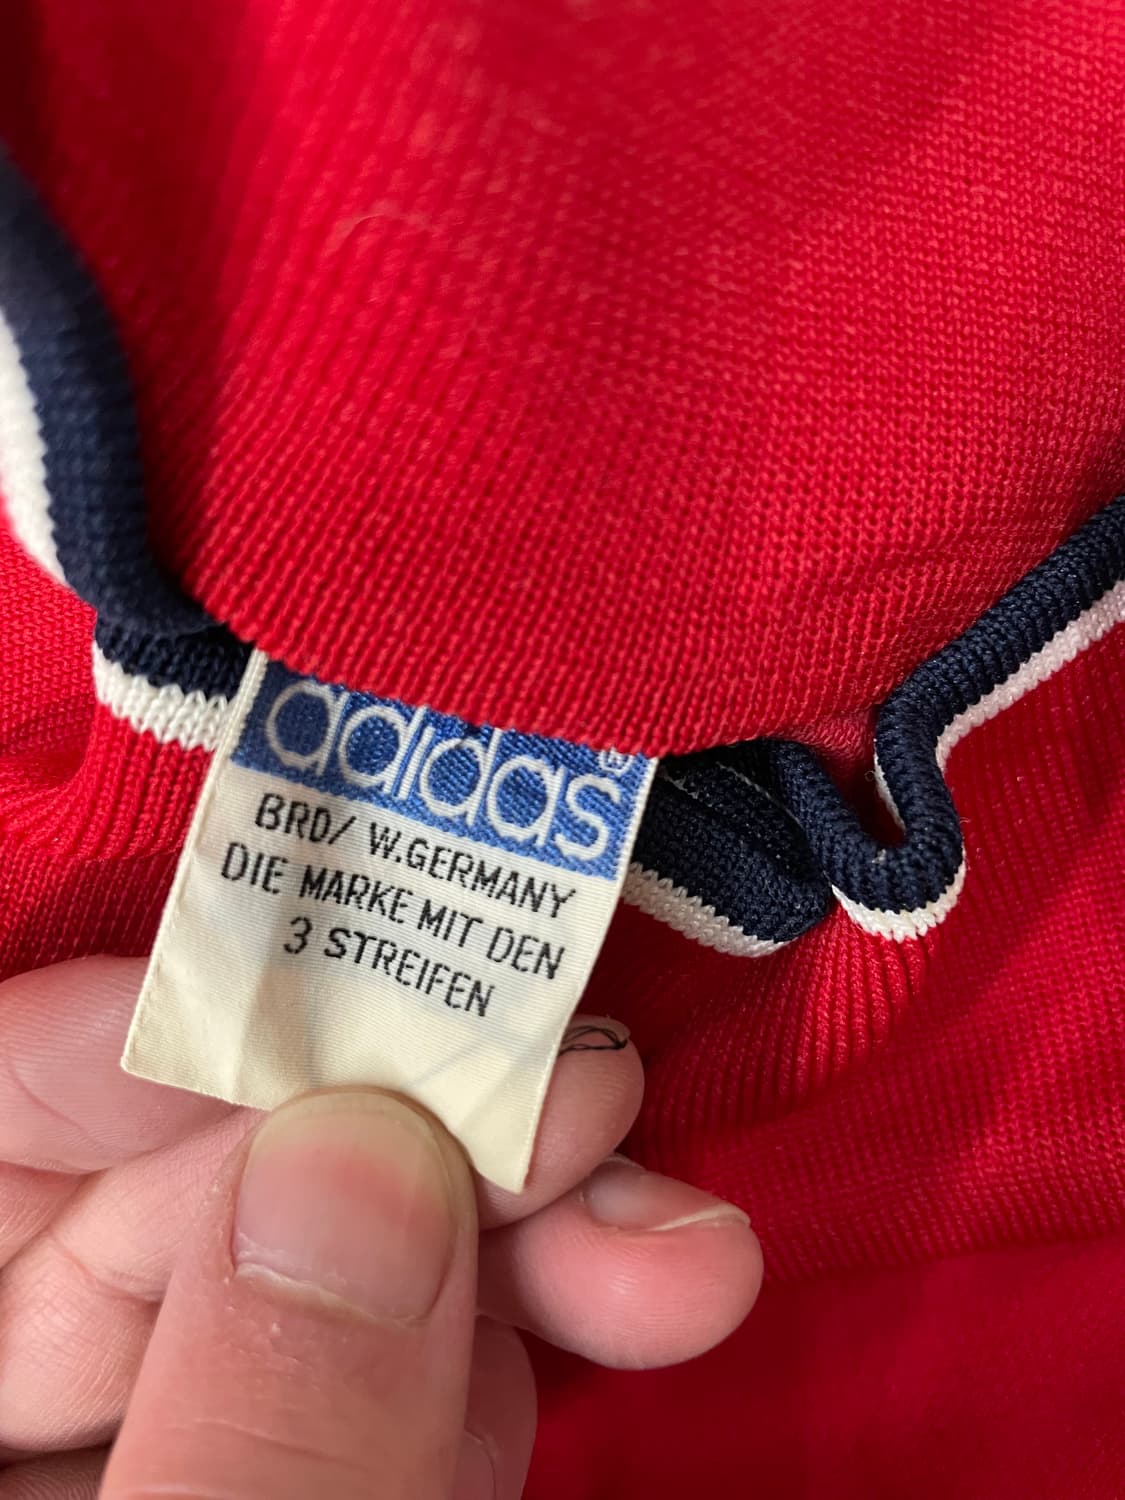 adidas®
BRD/ W.GERMANY
DIE MARKE MIT DEN
3 STREIFEN